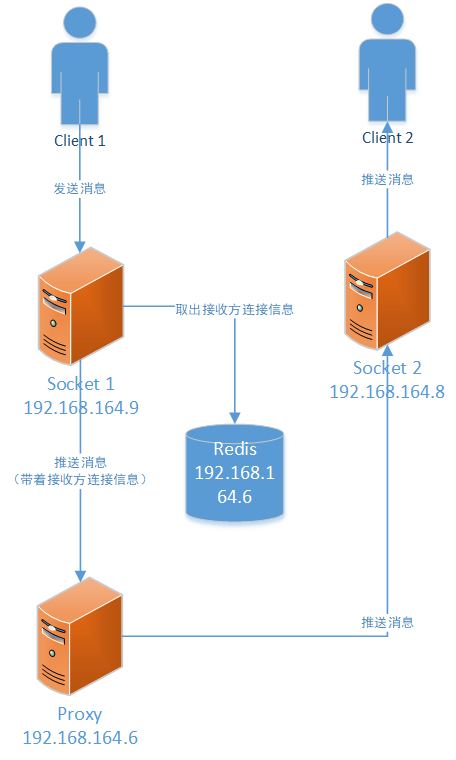 Client 1
Client 2
发送消息
推送消息
取出接收方连接信息
Socket 1
192.168.164.9
Socket 2
192.168.164.8
Redis
192.168.1
64.6
推送消息
（带着接收方连接信息）
推送消息
Proxy
192.168.164.6